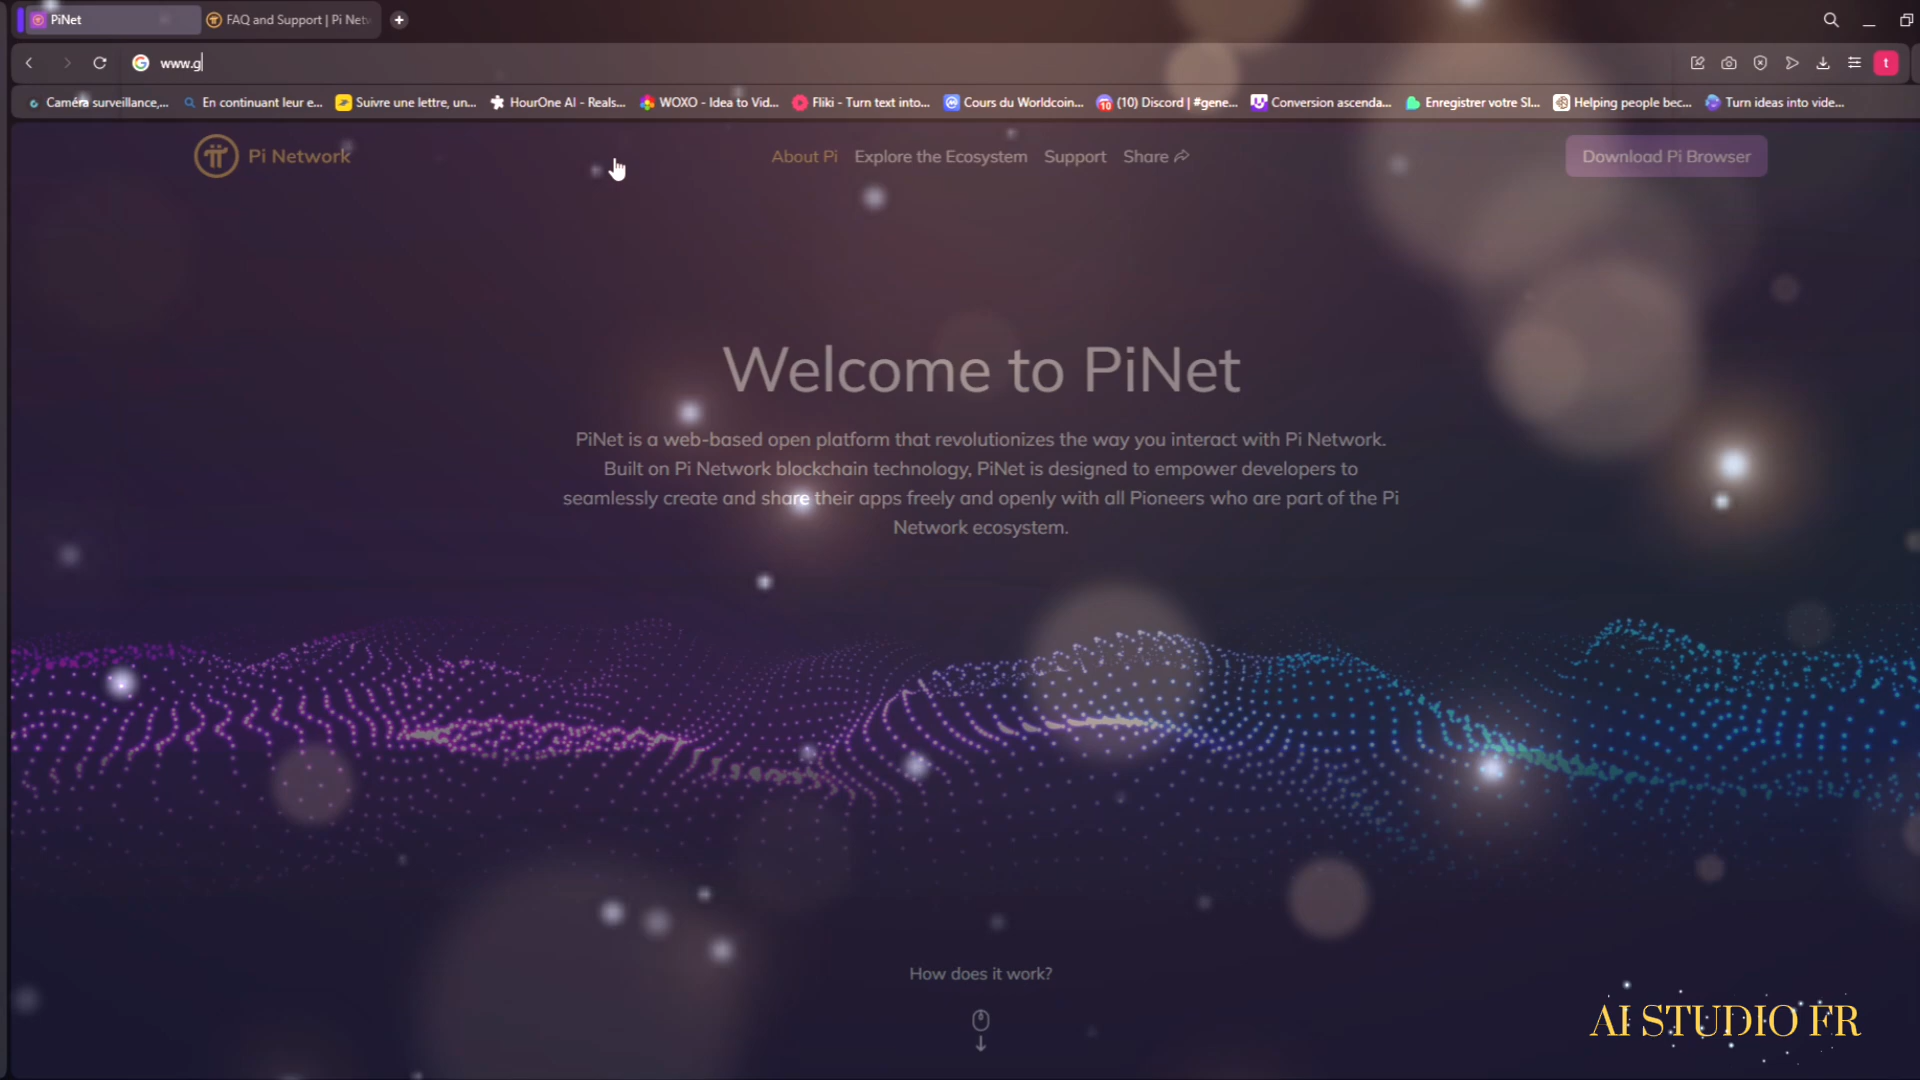 PiNet
FAQ and Support | Pi Netw
www.g
Caméra surveillance,...
En continuant leur e...
Suivre une lettre, un...
HourOne AI - Reals...
WOXO - Idea to Vid...
Fliki - Turn text into...
Cours du Worldcoin...
(10) Discord | #gene...
Conversion ascenda...
Enregistrer votre SI...
Helping people bec...
Turn ideas into vide...
t
10
Pi Network
About Pi
Explore the Ecosystem
Support
Share
Download Pi Browser
Welcome to PiNet
PiNet is a web-based open platform that revolutionizes the way you interact with Pi Network.
Built on Pi Network blockchain technology, PiNet is designed to empower developers to
seamlessly create and share their apps freely and openly with all Pioneers who are part of the Pi
Network ecosystem.
How does it work?
AI STUDIO FR